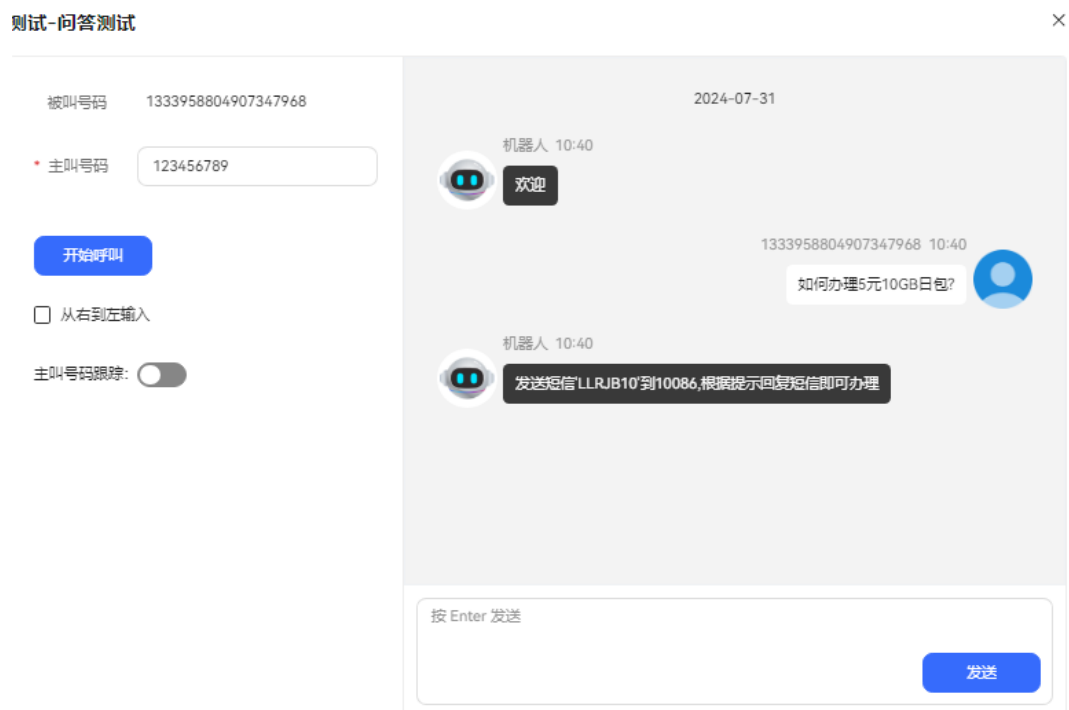 测试-问答测试
被叫号码 1333958804907347968
* 主叫号码 123456789
开始呼叫
从右到左输入
主叫号码跟踪:
2024-07-31
机器人 10:40
欢迎
1333958804907347968 10:40
如何办理5元10GB日包?
机器人 10:40
发送短信'LLRJB10'到10086,根据提示回复短信即可办理
按 Enter 发送
发送